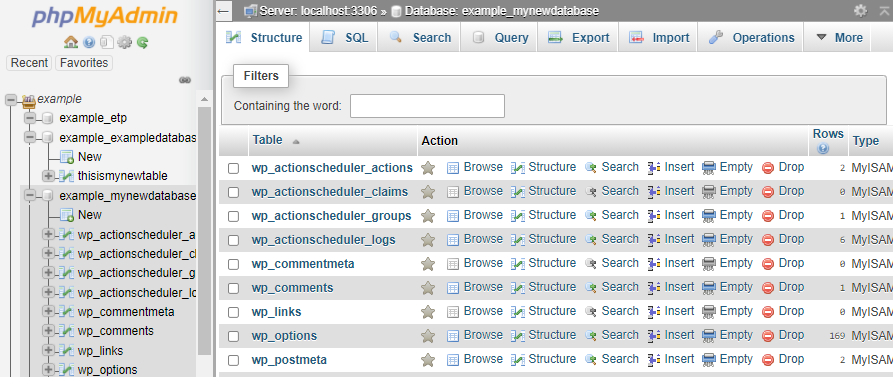 phpMyAdmin
Recent Favorites
example
example_etp
example_exampledatabase
New
thisismynewtable
example_mynewdatabase
New
wp_actionscheduler_a
wp_actionscheduler_cl
wp_actionscheduler_g
wp_actionscheduler_lo
wp_commentmeta
wp_comments
wp_links
wp_options
Server: localhost:3306 » Database: example_mynewdatabase
Structure SQL Search Query Export Import Operations More
Filters
Containing the word:
Table Action Rows Type
wp_actionscheduler_actions Browse Structure Search Insert Empty Drop 2 MyISAM
wp_actionscheduler_claims Browse Structure Search Insert Empty Drop 0 MyISAM
wp_actionscheduler_groups Browse Structure Search Insert Empty Drop 1 MyISAM
wp_actionscheduler_logs Browse Structure Search Insert Empty Drop 6 MyISAM
wp_commentmeta Browse Structure Search Insert Empty Drop 0 MyISAM
wp_comments Browse Structure Search Insert Empty Drop 1 MyISAM
wp_links Browse Structure Search Insert Empty Drop 0 MyISAM
wp_options Browse Structure Search Insert Empty Drop 169 MyISAM
wp_postmeta Browse Structure Search Insert Empty Drop 2 MyISAM